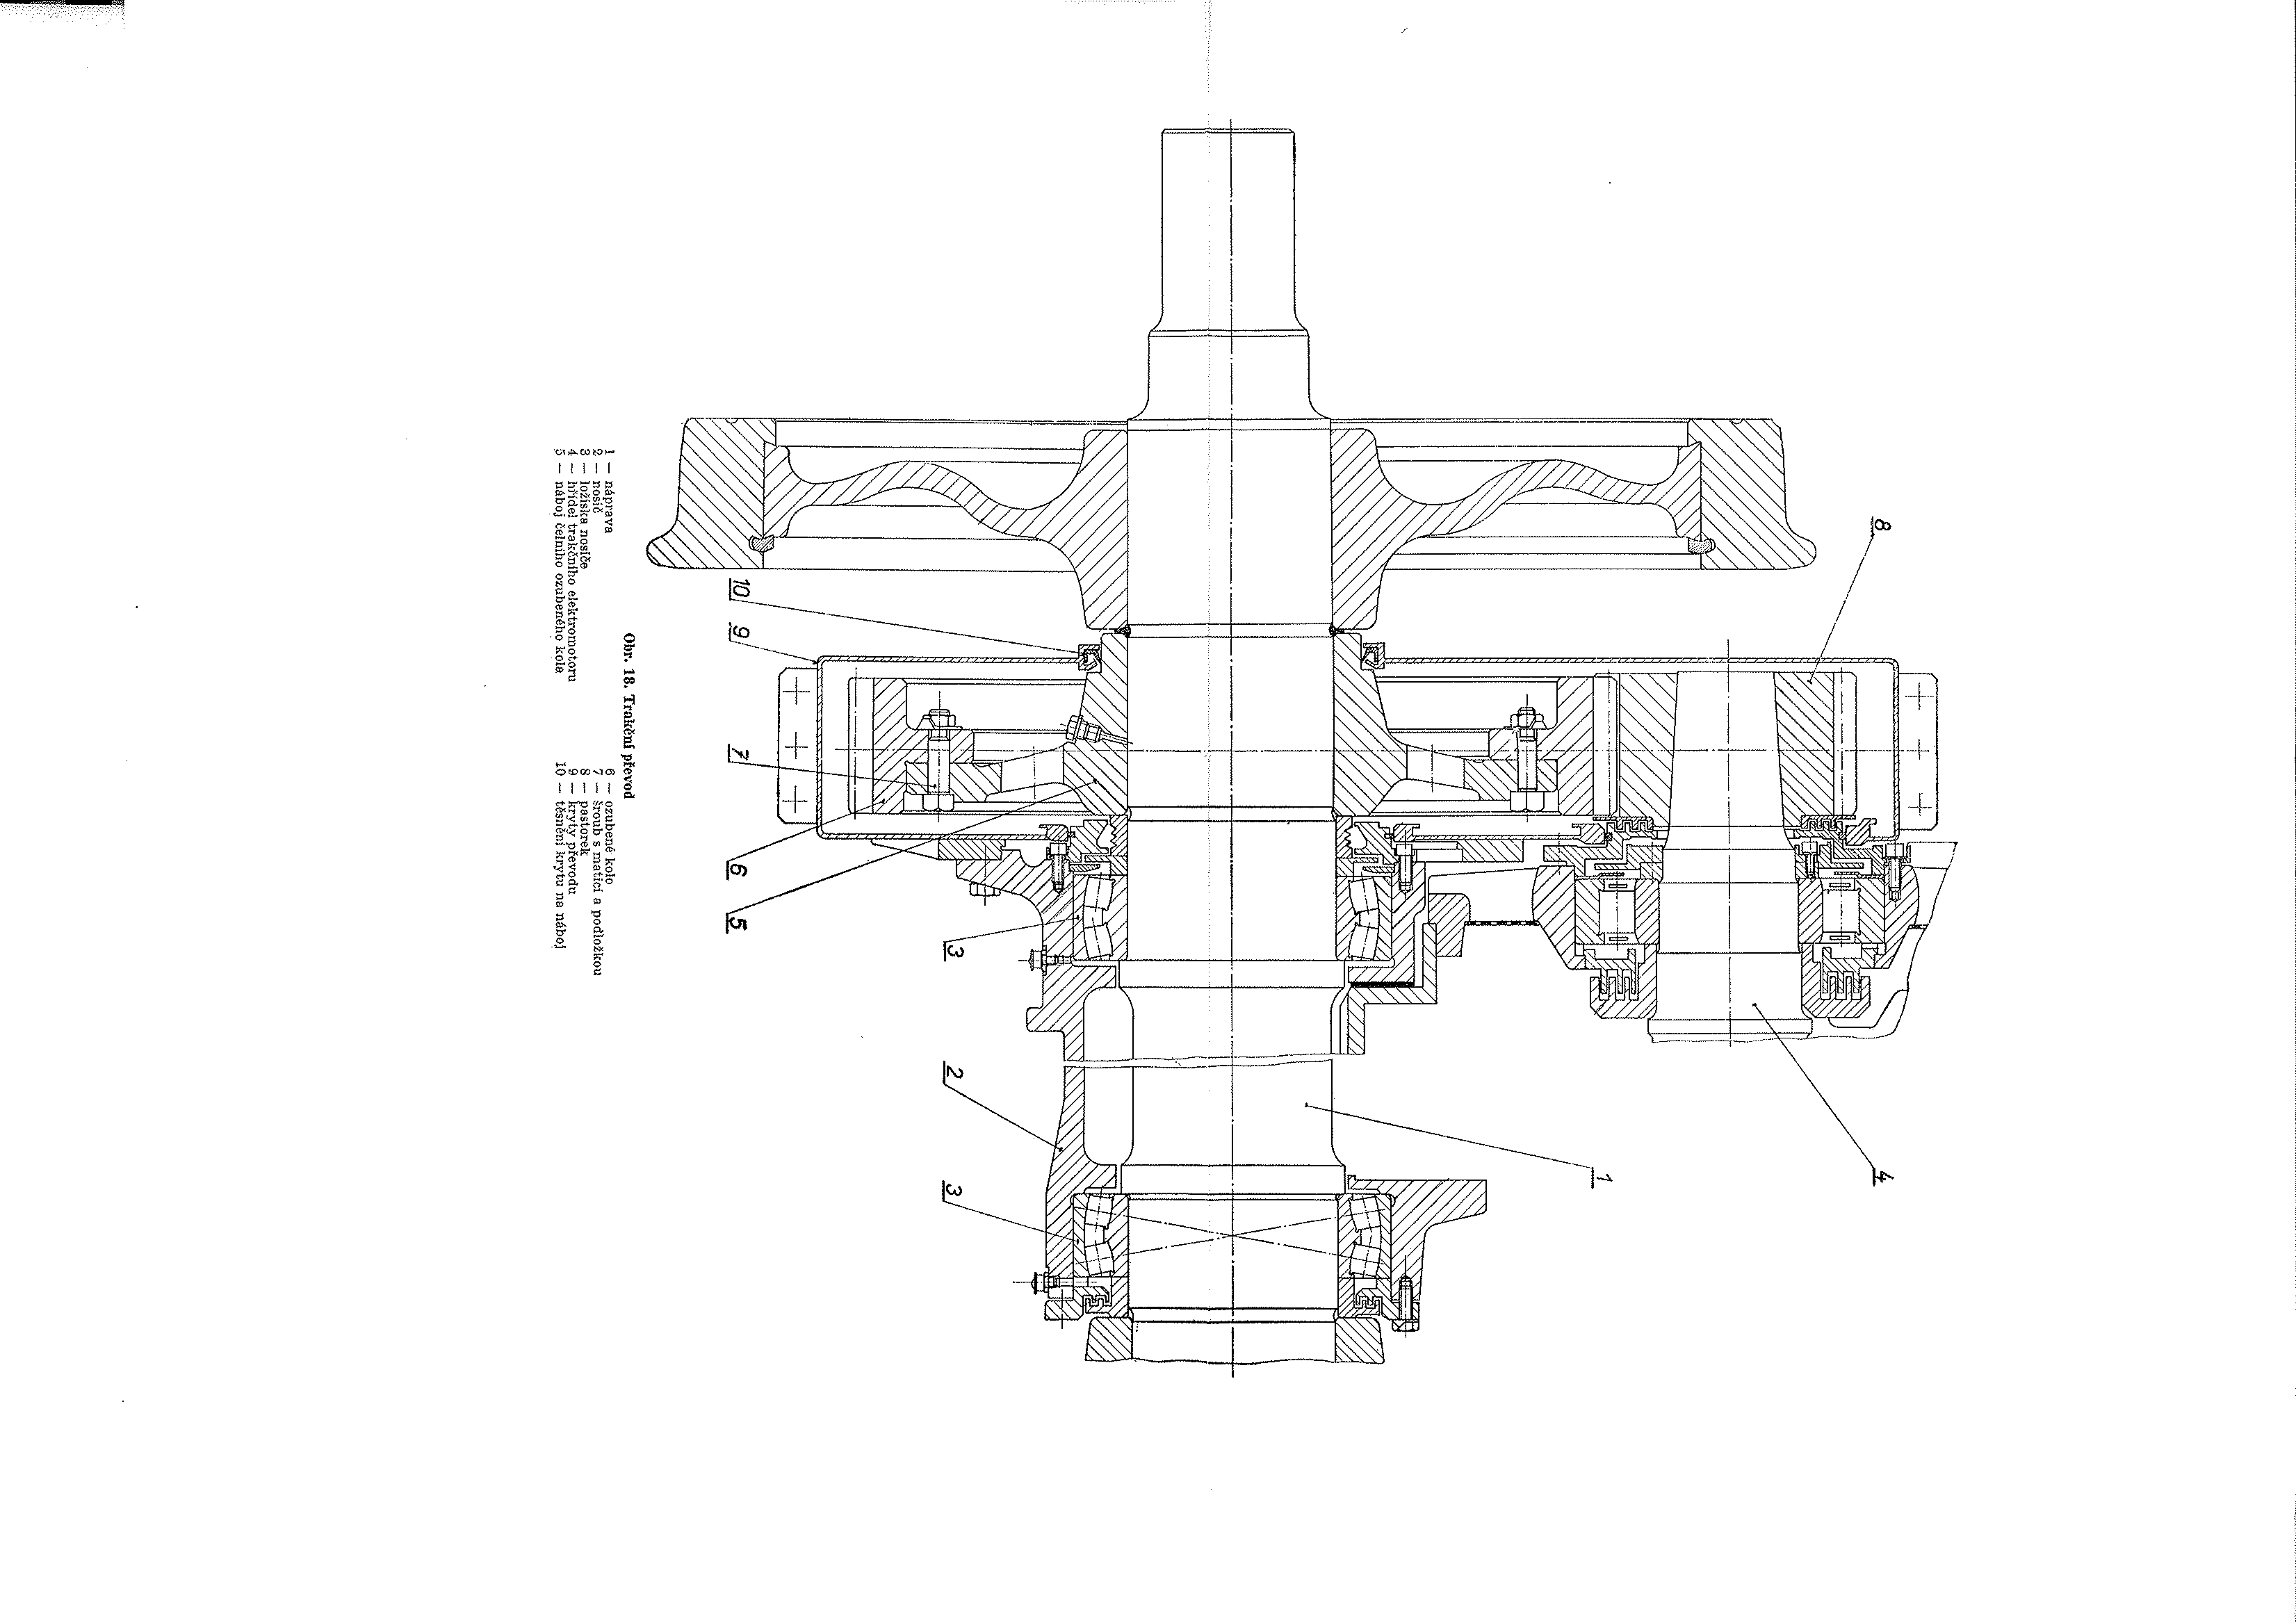 Obr. 18. Trakční převod
1 — náprava
2 — nosič
3 — ložiska nosiče
4 — hřídel trakčního elektromotoru
5 — náboj čelního ozubeného kola
6 — ozubené kolo
7 — šroub s maticí a podložkou
8 — pastorek
9 — kryty převodu
10 — těsnění krytu na náboj
8
10
9
7
6
5
3
2
3
1
4